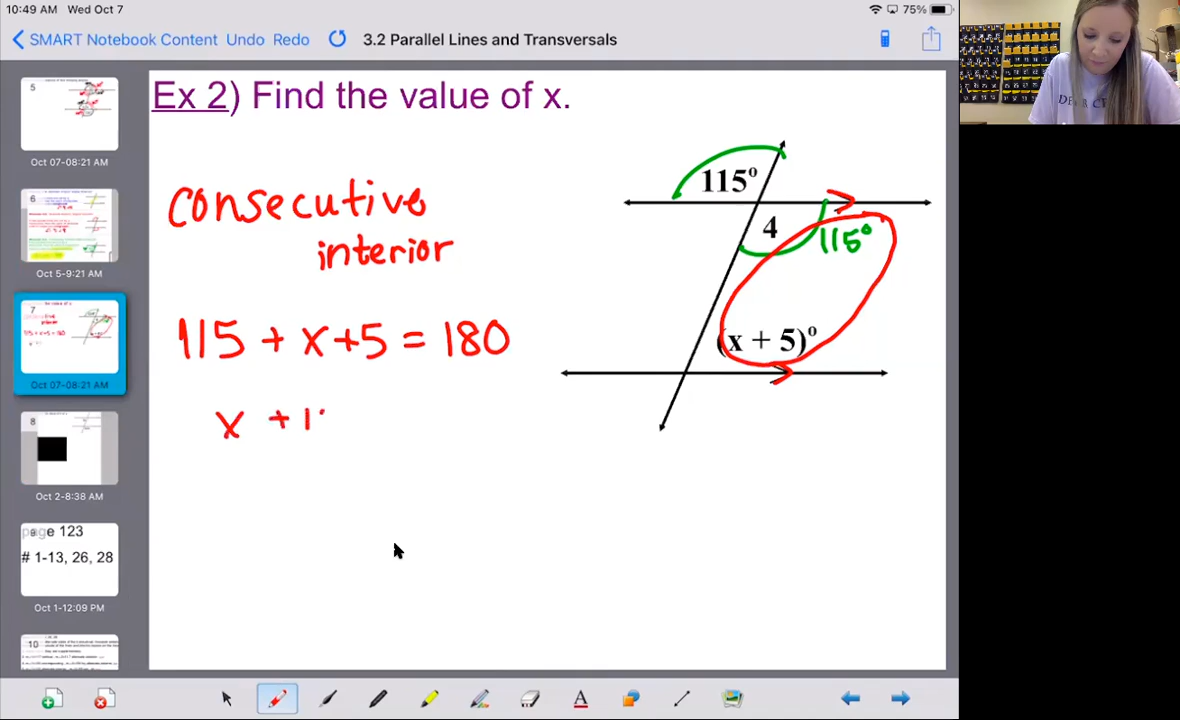 10:49 AM Wed Oct 7
75%
SMART Notebook Content Undo Redo
3.2 Parallel Lines and Transversals
Ex 2) Find the value of x.
consecutive
interior
115 + x+5 = 180
x + 1
115°
4
115°
(x + 5)°
5
Oct 07-08:21 AM
6
Oct 5-9:21 AM
7
Oct 07-08:21 AM
8
Oct 2-8:38 AM
page 123
# 1-13, 26, 28
Oct 1-12:09 PM
10
A